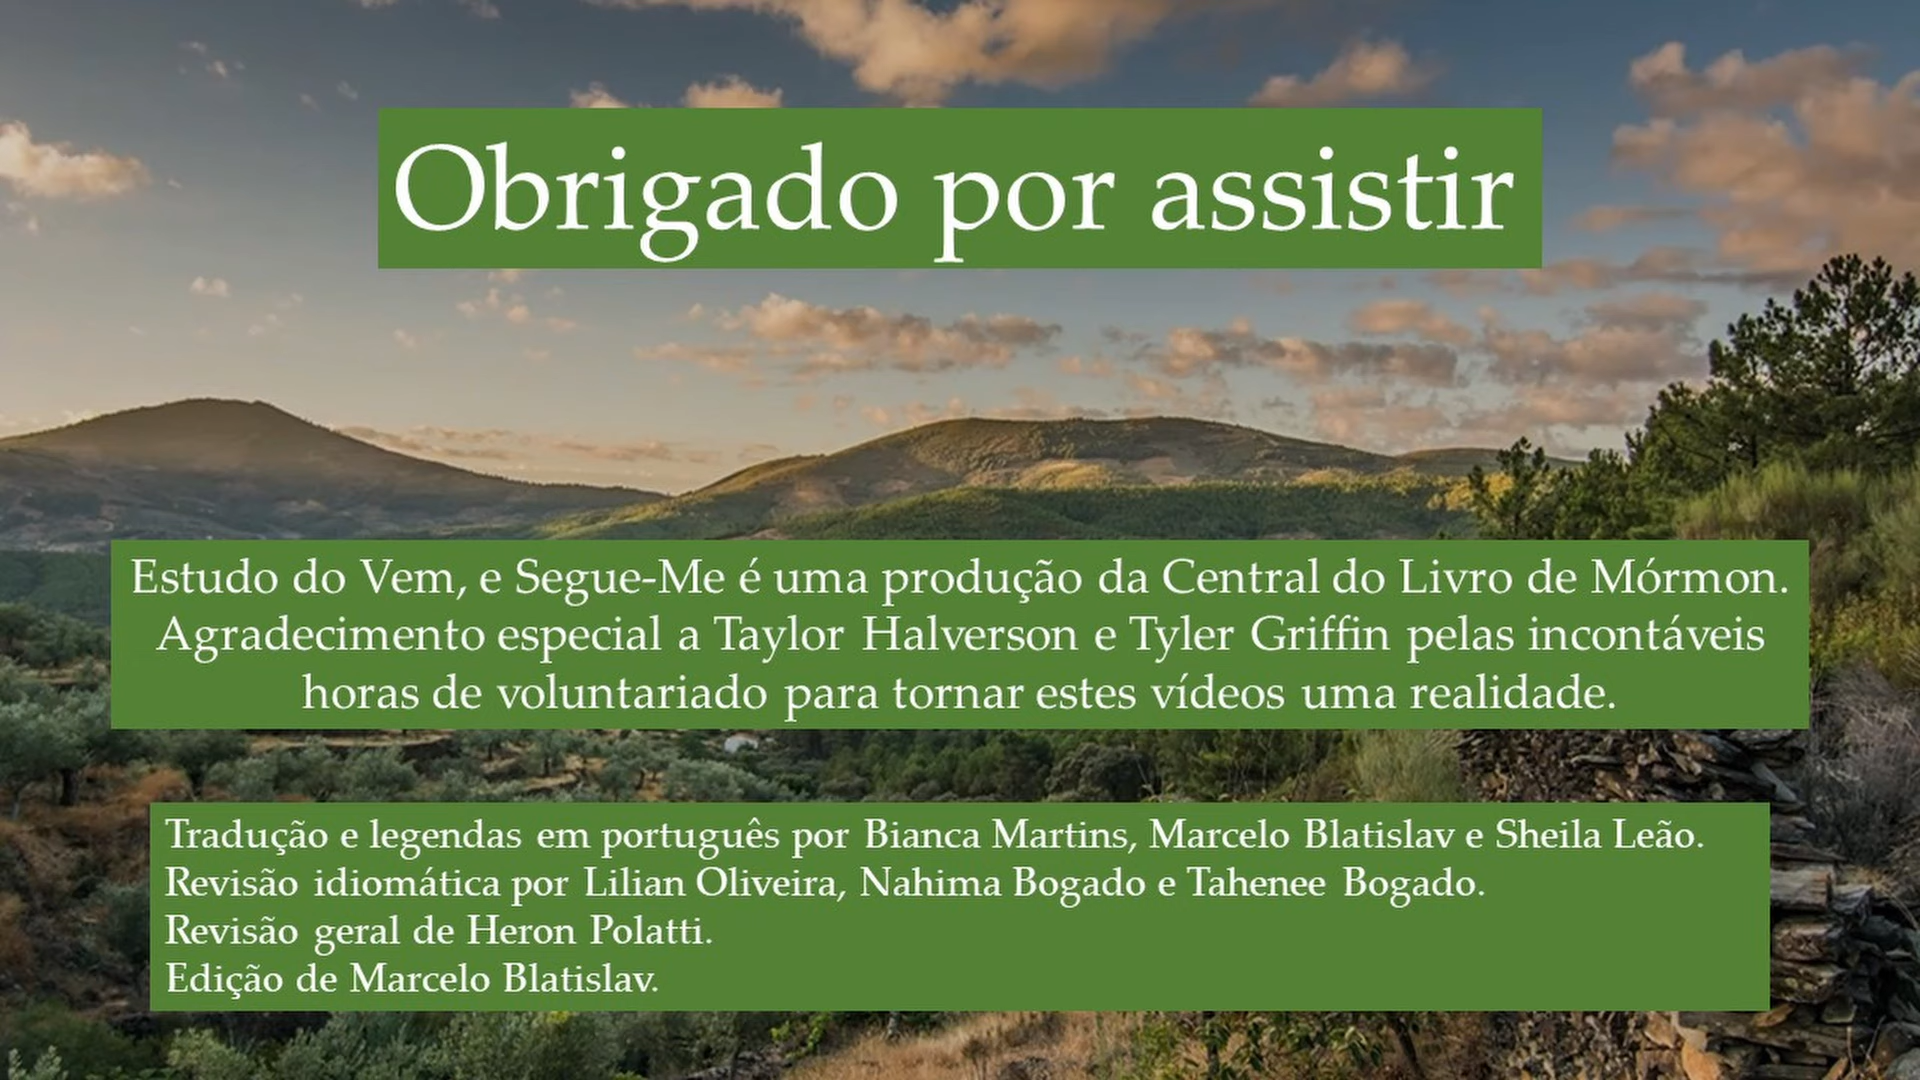 Obrigado por assistir
Estudo do Vem, e Segue-Me é uma produção da Central do Livro de Mórmon.
Agradecimento especial a Taylor Halverson e Tyler Griffin pelas incontáveis
horas de voluntariado para tornar estes vídeos uma realidade.
Tradução e legendas em português por Bianca Martins, Marcelo Blatislav e Sheila Leão.
Revisão idiomática por Lilian Oliveira, Nahima Bogado e Tahenee Bogado.
Revisão geral de Heron Polatti.
Edição de Marcelo Blatislav.